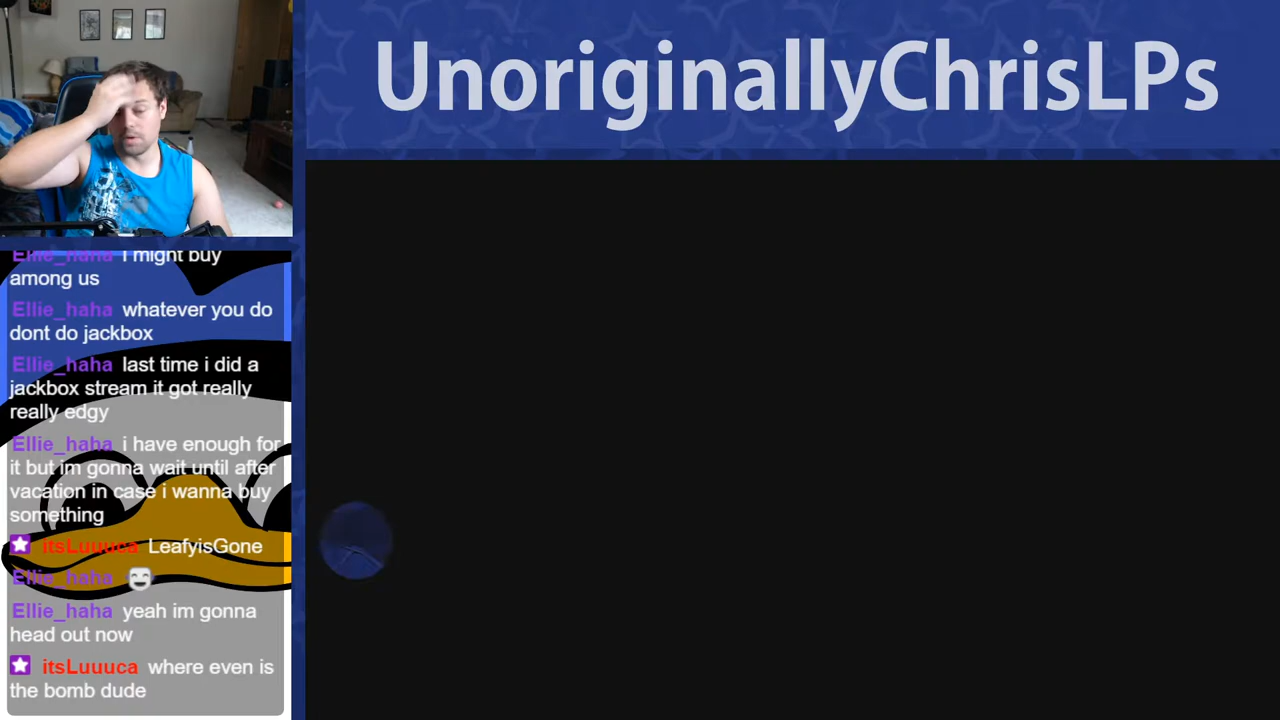 UnoriginallyChrisLPs
Ellie_haha i might buy
among us
Ellie_haha whatever you do
dont do jackbox
Ellie_haha last time i did a
jackbox stream it got really
really edgy
Ellie_haha i have enough for
it but im gonna wait until after
vacation in case i wanna buy
something
itsLuuuca LeafyisGone
Ellie_haha
Ellie_haha yeah im gonna
head out now
itsLuuuca where even is
the bomb dude